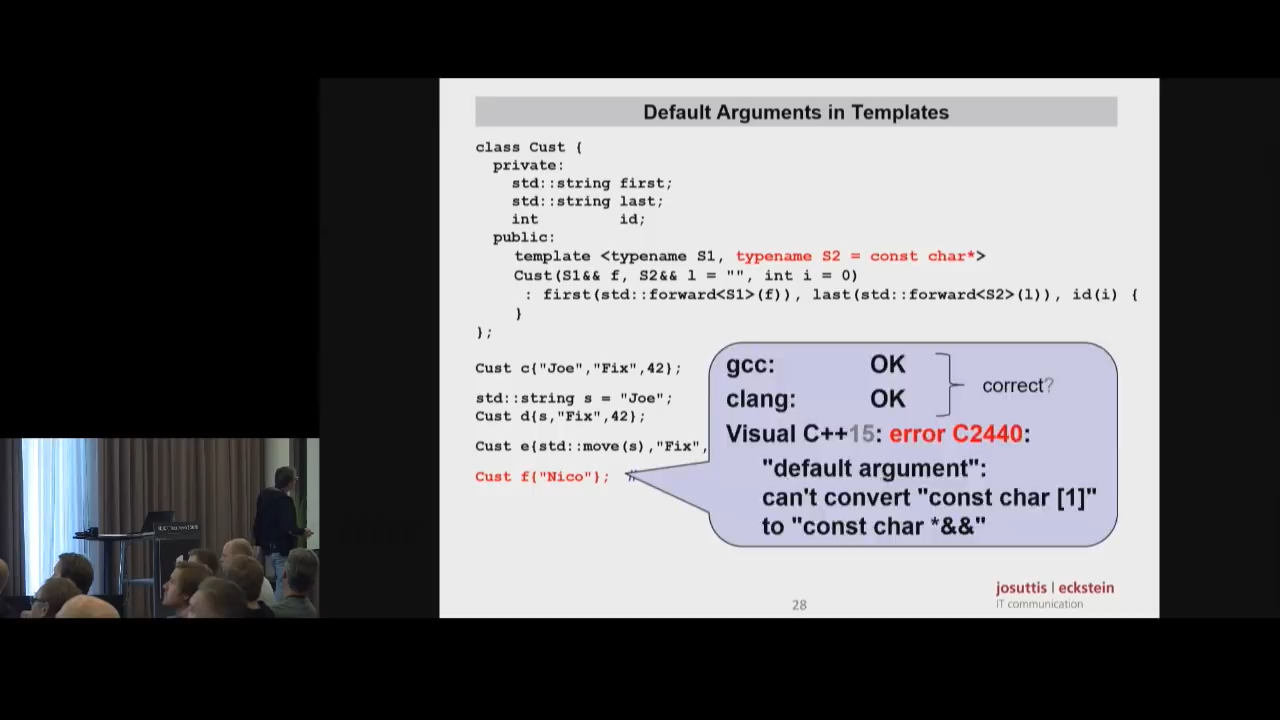 Default Arguments in Templates
class Cust {
private:
std::string first;
std::string last;
int id;
public:
template <typename S1, typename S2 = const char*>
Cust(S1&& f, S2&& l = "", int i = 0)
: first(std::forward<S1>(f)), last(std::forward<S2>(l)), id(i) {
}
};
Cust c{"Joe","Fix",42};
std::string s = "Joe";
Cust d{s,"Fix",42};
Cust e{std::move(s),"Fix",
Cust f{"Nico"};
gcc: OK
clang: OK
correct?
Visual C++15: error C2440:
"default argument":
can't convert "const char [1]"
to "const char *&&"
28
josuttis | eckstein
IT communication